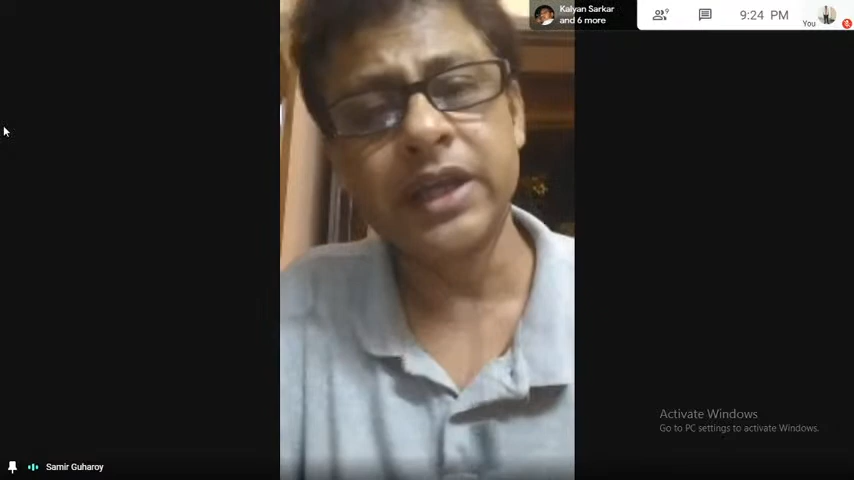 Kalyan Sarkar
and 6 more
9
9:24 PM
You
Activate Windows
Go to PC settings to activate Windows.
Samir Guharoy